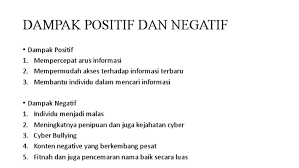 DAMPAK POSITIF DAN NEGATIF
• Dampak Positif
1. Mempercepat arus informasi
2. Mempermudah akses terhadap informasi terbaru
3. Membantu individu dalam mencari informasi
• Dampak Negatif
1. Individu menjadi malas
2. Meningkatnya penipuan dan juga kejahatan cyber
3. Cyber Bullying
4. Konten negative yang berkembang pesat
5. Fitnah dan juga pencemaran nama baik secara luas